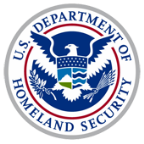 U.S. DEPARTMENT OF
HOMELAND SECURITY